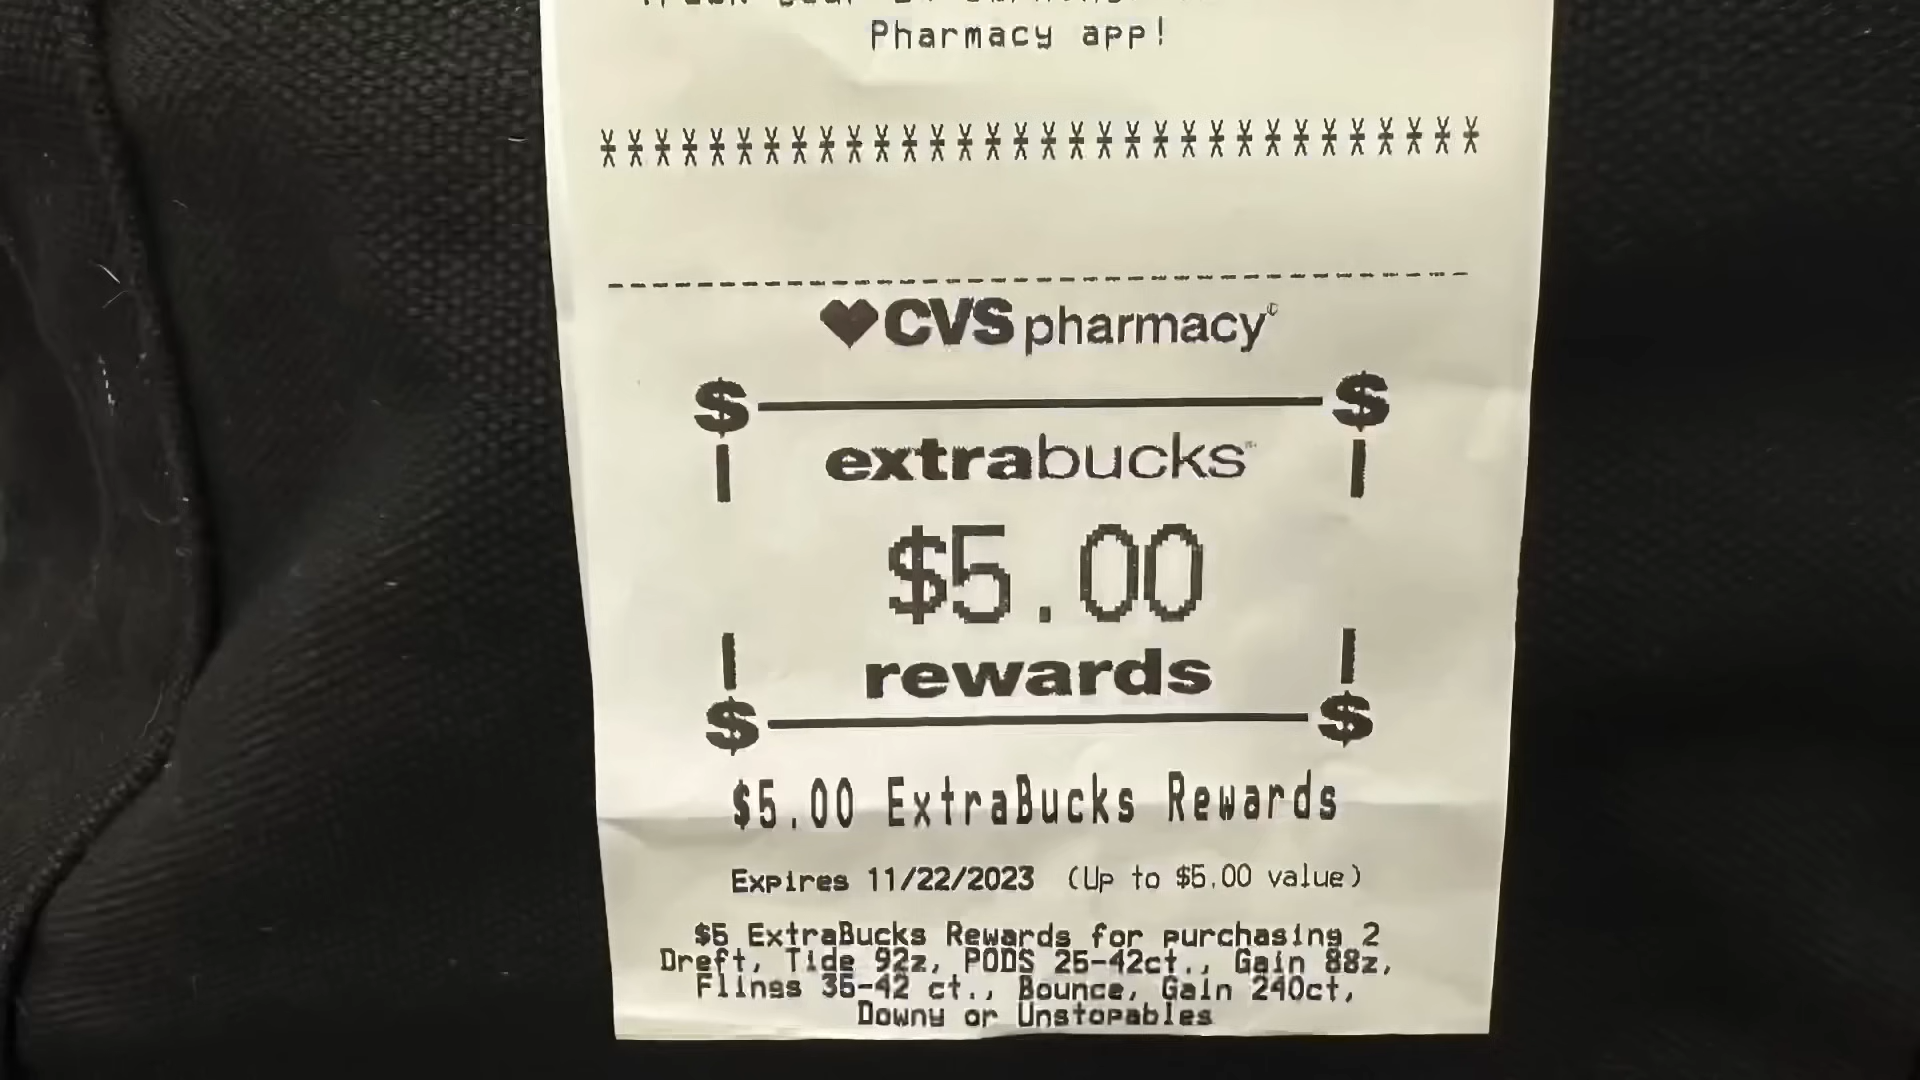 Pharmacy app!
********************************
--------------------------------
CVS pharmacy®
$ $
extrabucks™
$5.00
rewards
$ $
$5.00 ExtraBucks Rewards
Expires 11/22/2023 (Up to $5.00 value)
$5 ExtraBucks Rewards for purchasing 2
Dreft, Tide 92z, PODS 25-42ct., Gain 88z,
Flings 35-42 ct., Bounce, Gain 240ct,
Downy or Unstopables